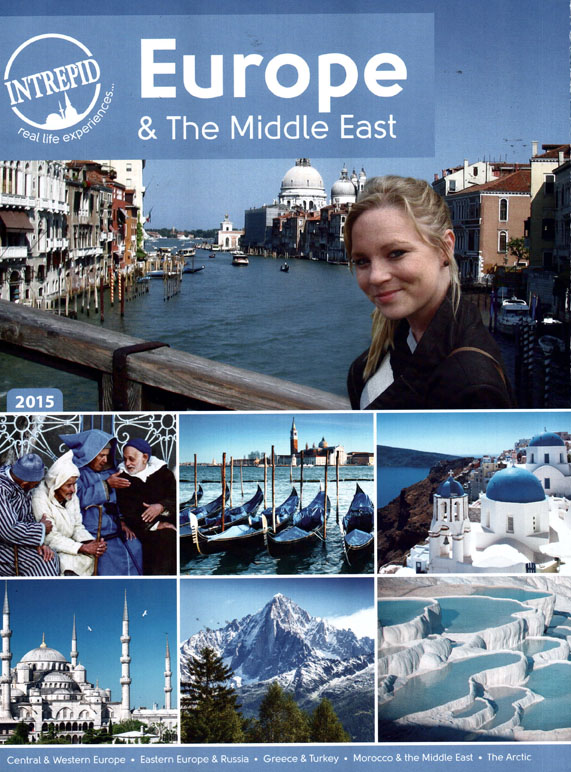 INTREPID
real life experiences...
Europe
& The Middle East
2015
Central & Western Europe • Eastern Europe & Russia • Greece & Turkey • Morocco & the Middle East • The Arctic